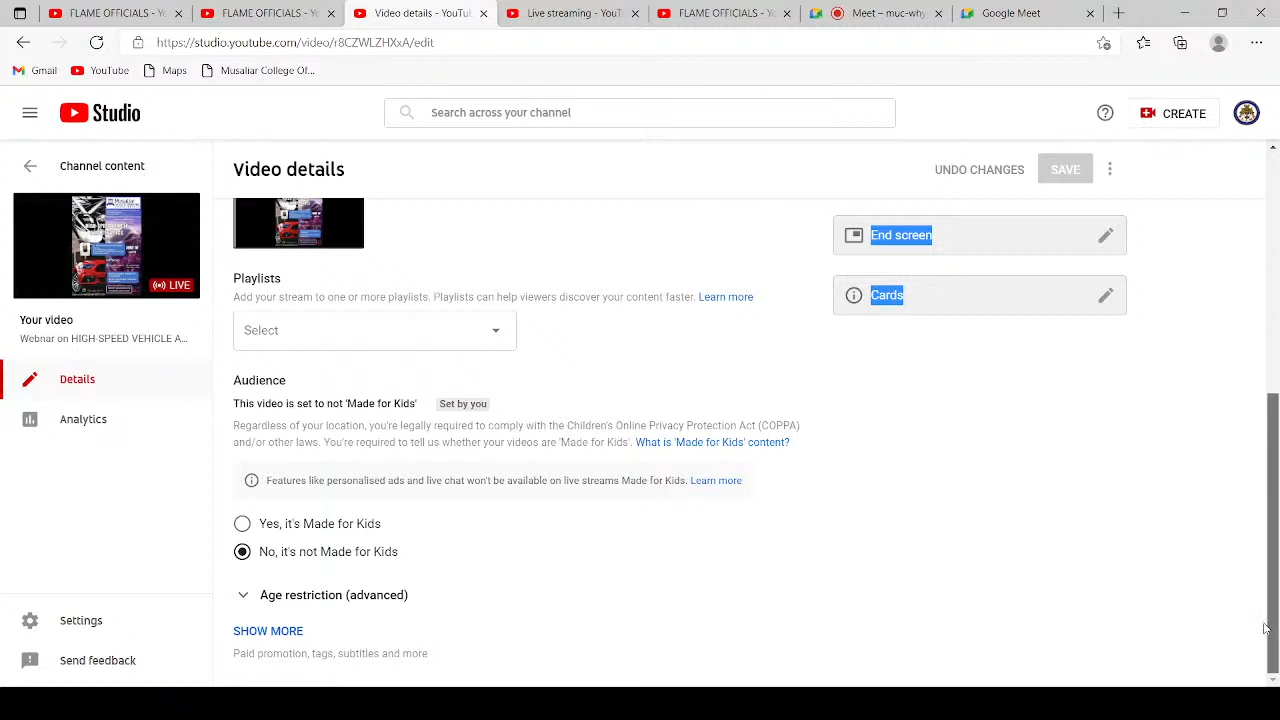 FLAME OFFICIALS - Yo
FLAME OFFICIALS - Yo
Video details - YouTu
Live streaming - YouT
FLAME OFFICIALS - Yo
Meet – muc-why
Google Meet
https://studio.youtube.com/video/r8CZWLZHXxA/edit
Gmail
YouTube
Maps
Musaliar College Of...
Studio
Search across your channel
CREATE
Channel content
Video details
UNDO CHANGES
SAVE
Musaliar
LIVE
End screen
Playlists
Add your stream to one or more playlists. Playlists can help viewers discover your content faster. Learn more
Cards
Your video
Webinar on HIGH-SPEED VEHICLE A...
Select
Details
Audience
This video is set to not 'Made for Kids' Set by you
Analytics
Regardless of your location, you're legally required to comply with the Children's Online Privacy Protection Act (COPPA)
and/or other laws. You're required to tell us whether your videos are 'Made for Kids'. What is 'Made for Kids' content?
Features like personalised ads and live chat won't be available on live streams Made for Kids. Learn more
Yes, it's Made for Kids
No, it's not Made for Kids
Age restriction (advanced)
SHOW MORE
Paid promotion, tags, subtitles and more
Settings
Send feedback